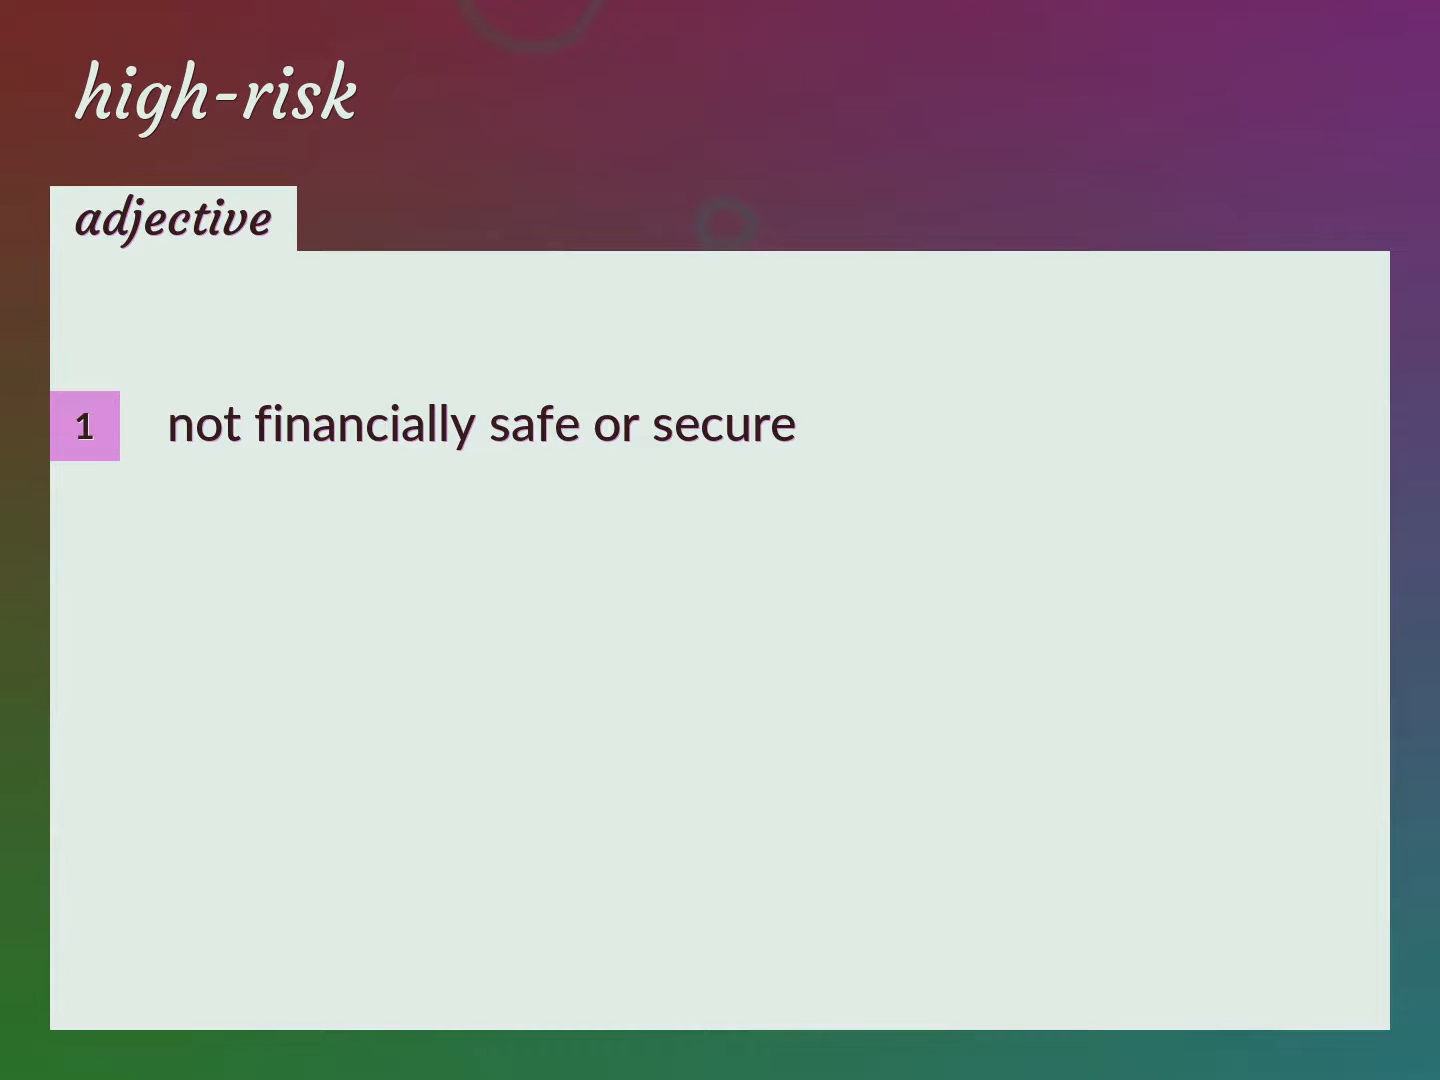 high-risk
adjective
1 not financially safe or secure